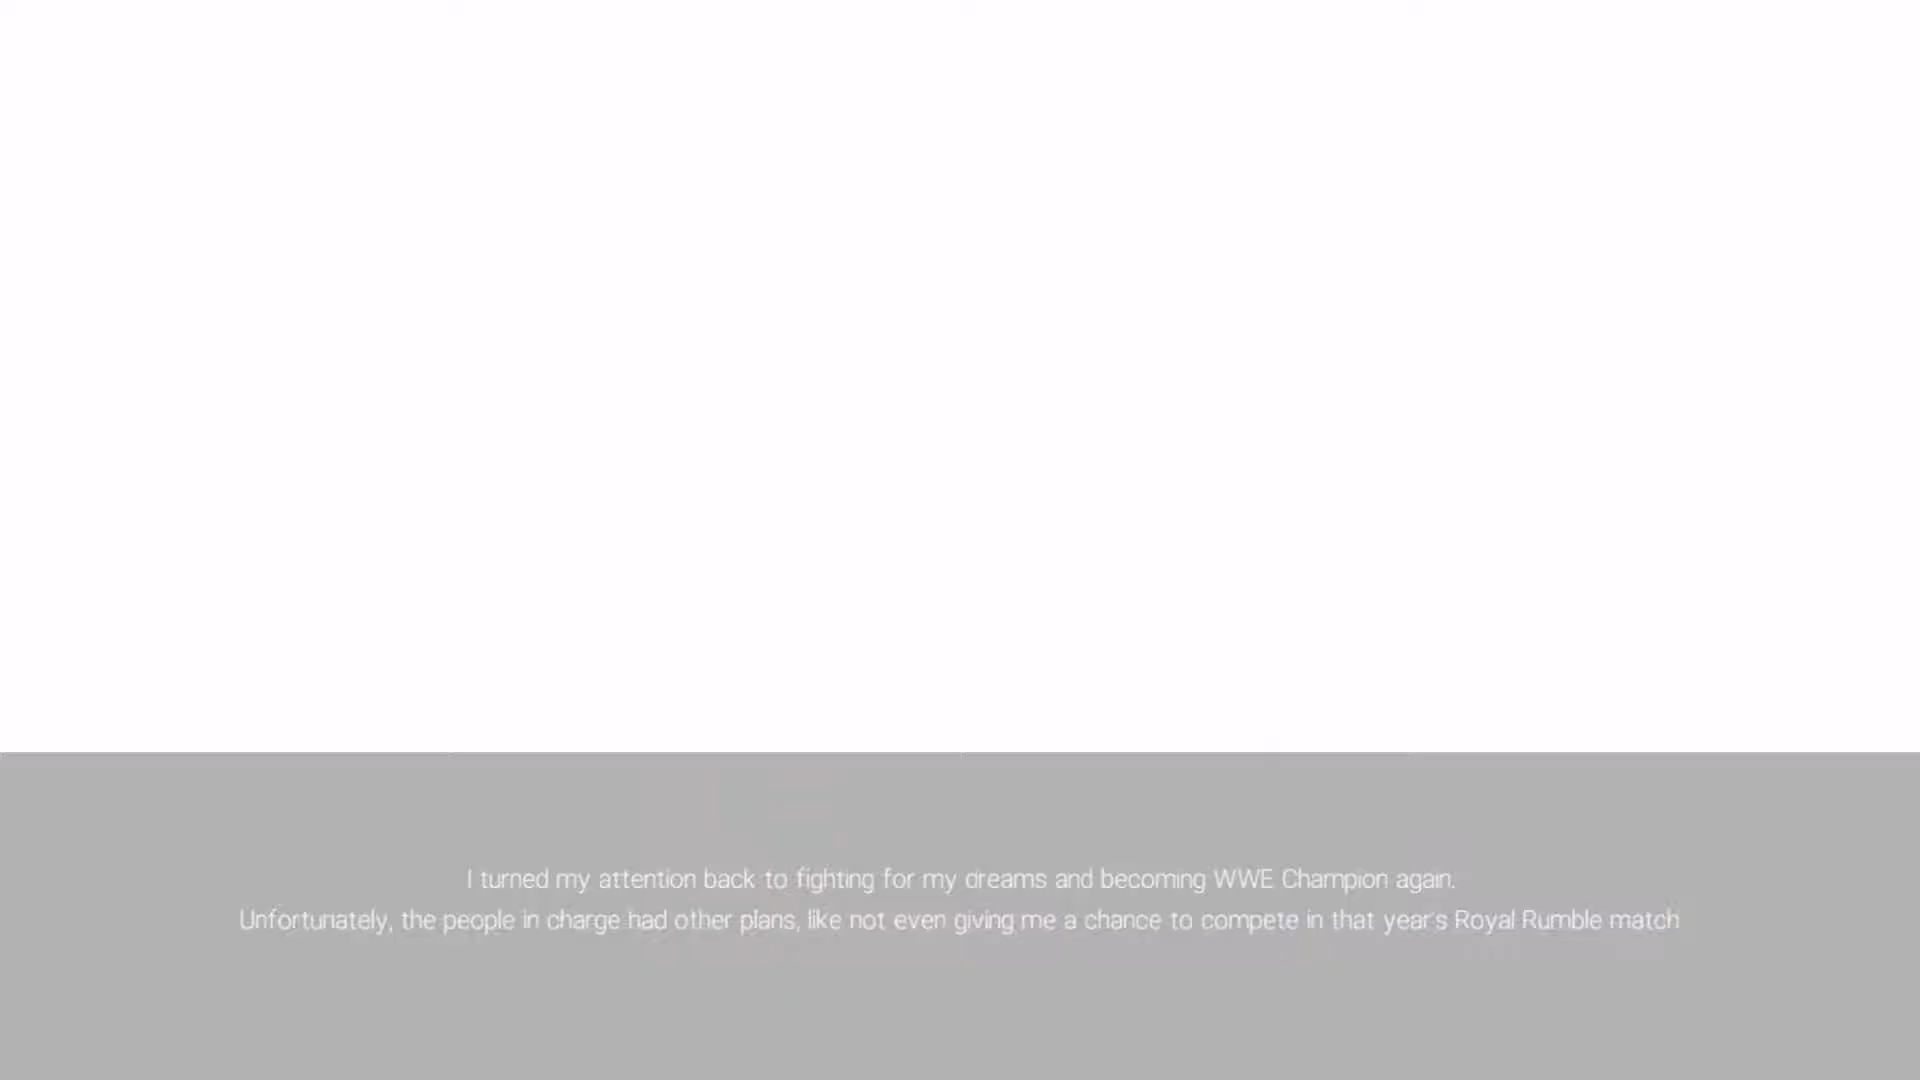 I turned my attention back to fighting for my dreams and becoming WWE Champion again.
Unfortunately, the people in charge had other plans, like not even giving me a chance to compete in that year's Royal Rumble match